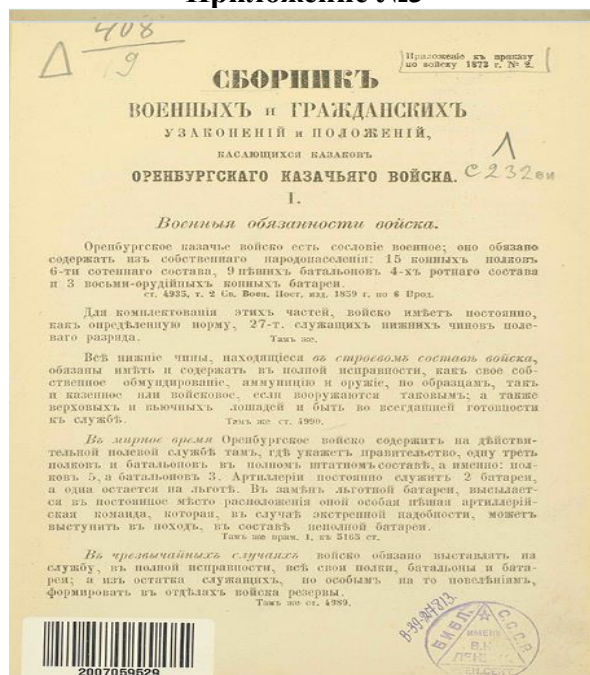 Приложение №3
408
9
Приложеніе къ приказу
по войску 1873 г. № 2.
СБОРНИКЪ
ВОЕННЫХЪ и ГРАЖДАНСКИХЪ
УЗАКОНЕНІЙ и ПОЛОЖЕНІЙ,
КАСАЮЩИХСЯ КАЗАКОВЪ
ОРЕНБУРГСКАГО КАЗАЧЬЯГО ВОЙСКА.
С 232
I.
Военныя обязанности войска.
Оренбургское казачье войско есть сословіе военное; оно обязано
содержать изъ собственнаго народонаселенія: 15 конныхъ полковъ
6-ти сотеннаго состава, 9 пѣшихъ батальоновъ 4-хъ ротнаго состава
и 3 восьми-орудійныхъ конныхъ батареи.
ст. 4935, т. 2 Св. Воен. Пост. изд. 1859 г. по 6 Прод.
Для комплектованія этихъ частей, войско имѣетъ постоянно,
какъ опредѣленную норму, 27-т. служащихъ нижнихъ чиновъ поле-
ваго разряда. Тамъ же.
Всѣ нижніе чины, находящіеся въ строевомъ составѣ войска,
обязаны имѣть и содержать въ полной исправности, какъ свое соб-
ственное обмундированіе, аммуницію и оружіе, по образцамъ, такъ
и казенное или войсковое, если вооружаются таковымъ; а также
верховыхъ и вьючныхъ лошадей и быть во всегдашней готовности
къ службѣ. Тамъ же ст. 4990.
Въ мирное время Оренбургское войско содержитъ на дѣйстви-
тельной полевой службѣ тамъ, гдѣ укажетъ правительство, одну треть
полковъ и батальоновъ въ полномъ штатномъ составѣ, а именно: пол-
ковъ 5, а батальоновъ 3. Артиллеріи постоянно служитъ 2 батареи,
а одна остается на льготѣ. Въ замѣнъ льготной батареи, высылает-
ся въ постоянное мѣсто расположенія оной особая пѣшая артиллерій-
ская команда, которая, въ случаѣ экстренной надобности, можетъ
выступить въ походъ, въ составѣ неполной батареи.
Тамъ же прим. 1, къ 5165 ст.
Въ чрезвычайныхъ случаяхъ войско обязано выставлять на
службу, въ полной исправности, всѣ свои полки, батальоны и бата-
реи; а изъ остатка служащихъ, по особымъ на то повелѣніямъ,
формировать въ отдѣлахъ войска резервы.
Тамъ же ст. 4989.
БИБЛ. С.С.С.Р.
ИМЕНИ
В.И.
ЛЕНИНА
2007059529